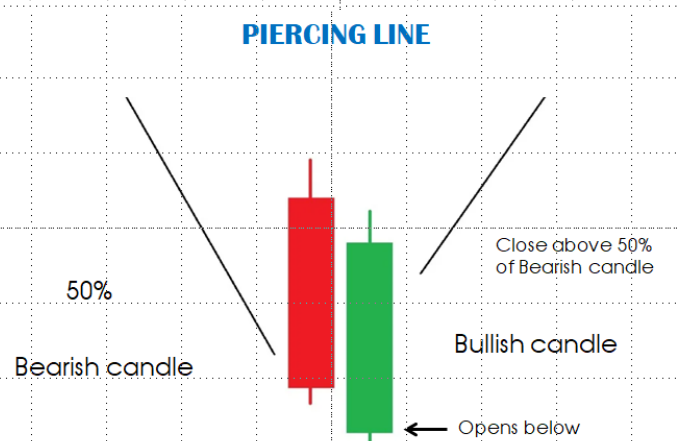 PIERCING LINE
Close above 50%
of Bearish candle
50%
Bullish candle
Bearish candle
Opens below